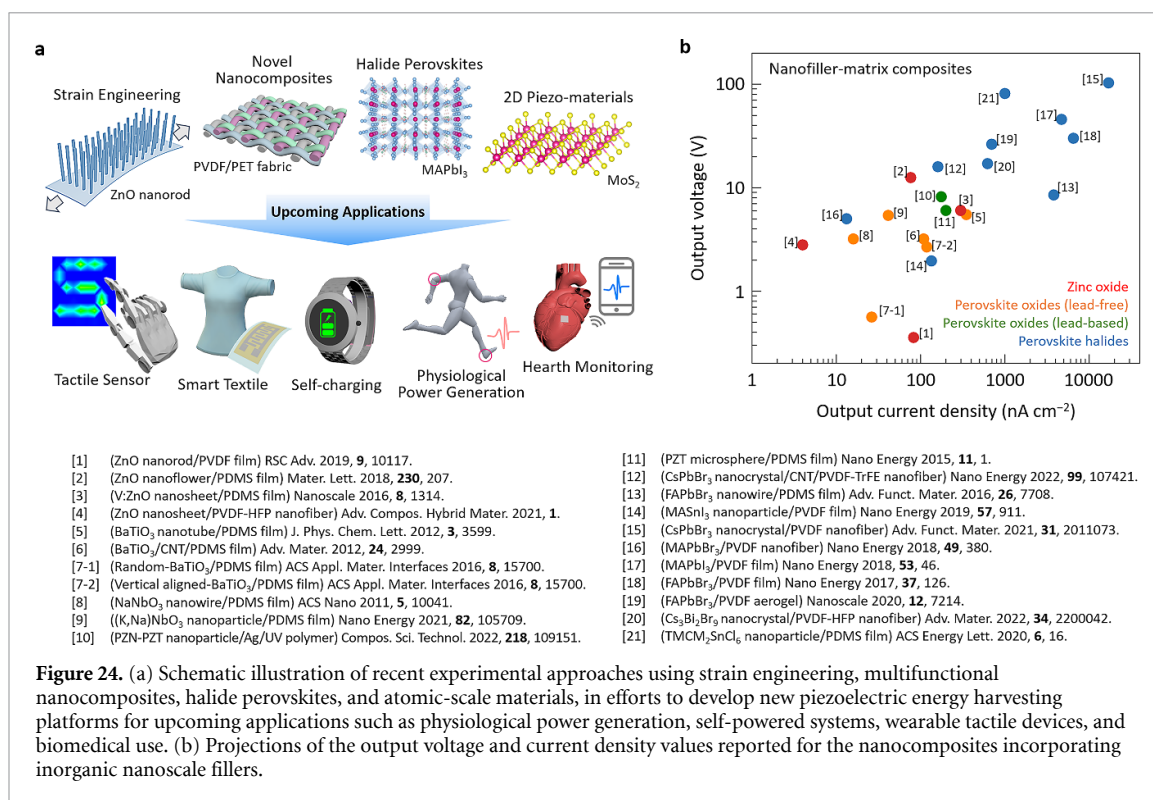 a
Strain Engineering
ZnO nanorod
Novel
Nanocomposites
PVDF/PET fabric
Halide Perovskites
MAPbI₃
2D Piezo-materials
MoS₂
Upcoming Applications
Tactile Sensor
Smart Textile
Self-charging
Physiological
Power Generation
Hearth Monitoring
b
Nanofiller-matrix composites
Output voltage (V)
100
10
1
[15]
[21]
[17]
[18]
[19]
[20]
[12]
[2]
[13]
[10]
[3]
[11]
[5]
[9]
[16]
[4]
[8]
[6]
[7-2]
[14]
[7-1]
[1]
Zinc oxide
Perovskite oxides (lead-free)
Perovskite oxides (lead-based)
Perovskite halides
1 10 100 1000 10000
Output current density (nA cm⁻²)
[1] (ZnO nanorod/PVDF film) RSC Adv. 2019, 9, 10117.
[2] (ZnO nanoflower/PDMS film) Mater. Lett. 2018, 230, 207.
[3] (V:ZnO nanosheet/PDMS film) Nanoscale 2016, 8, 1314.
[4] (ZnO nanosheet/PVDF-HFP nanofiber) Adv. Compos. Hybrid Mater. 2021, 1.
[5] (BaTiO₃ nanotube/PDMS film) J. Phys. Chem. Lett. 2012, 3, 3599.
[6] (BaTiO₃/CNT/PDMS film) Adv. Mater. 2012, 24, 2999.
[7-1] (Random-BaTiO₃/PDMS film) ACS Appl. Mater. Interfaces 2016, 8, 15700.
[7-2] (Vertical aligned-BaTiO₃/PDMS film) ACS Appl. Mater. Interfaces 2016, 8, 15700.
[8] (NaNbO₃ nanowire/PDMS film) ACS Nano 2011, 5, 10041.
[9] ((K,Na)NbO₃ nanoparticle/PDMS film) Nano Energy 2021, 82, 105709.
[10] (PZN-PZT nanoparticle/Ag/UV polymer) Compos. Sci. Technol. 2022, 218, 109151.
[11] (PZT microsphere/PDMS film) Nano Energy 2015, 11, 1.
[12] (CsPbBr₃ nanocrystal/CNT/PVDF-TrFE nanofiber) Nano Energy 2022, 99, 107421.
[13] (FAPbBr₃ nanowire/PDMS film) Adv. Funct. Mater. 2016, 26, 7708.
[14] (MASnI₃ nanoparticle/PVDF film) Nano Energy 2019, 57, 911.
[15] (CsPbBr₃ nanocrystal/PVDF nanofiber) Adv. Funct. Mater. 2021, 31, 2011073.
[16] (MAPbBr₃/PVDF nanofiber) Nano Energy 2018, 49, 380.
[17] (MAPbI₃/PVDF film) Nano Energy 2018, 53, 46.
[18] (FAPbBr₃/PVDF film) Nano Energy 2017, 37, 126.
[19] (FAPbBr₃/PVDF aerogel) Nanoscale 2020, 12, 7214.
[20] (Cs₃Bi₂Br₉ nanocrystal/PVDF-HFP nanofiber) Adv. Mater. 2022, 34, 2200042.
[21] (TMCM₂SnCl₆ nanoparticle/PDMS film) ACS Energy Lett. 2020, 6, 16.
Figure 24. (a) Schematic illustration of recent experimental approaches using strain engineering, multifunctional
nanocomposites, halide perovskites, and atomic-scale materials, in efforts to develop new piezoelectric energy harvesting
platforms for upcoming applications such as physiological power generation, self-powered systems, wearable tactile devices, and
biomedical use. (b) Projections of the output voltage and current density values reported for the nanocomposites incorporating
inorganic nanoscale fillers.